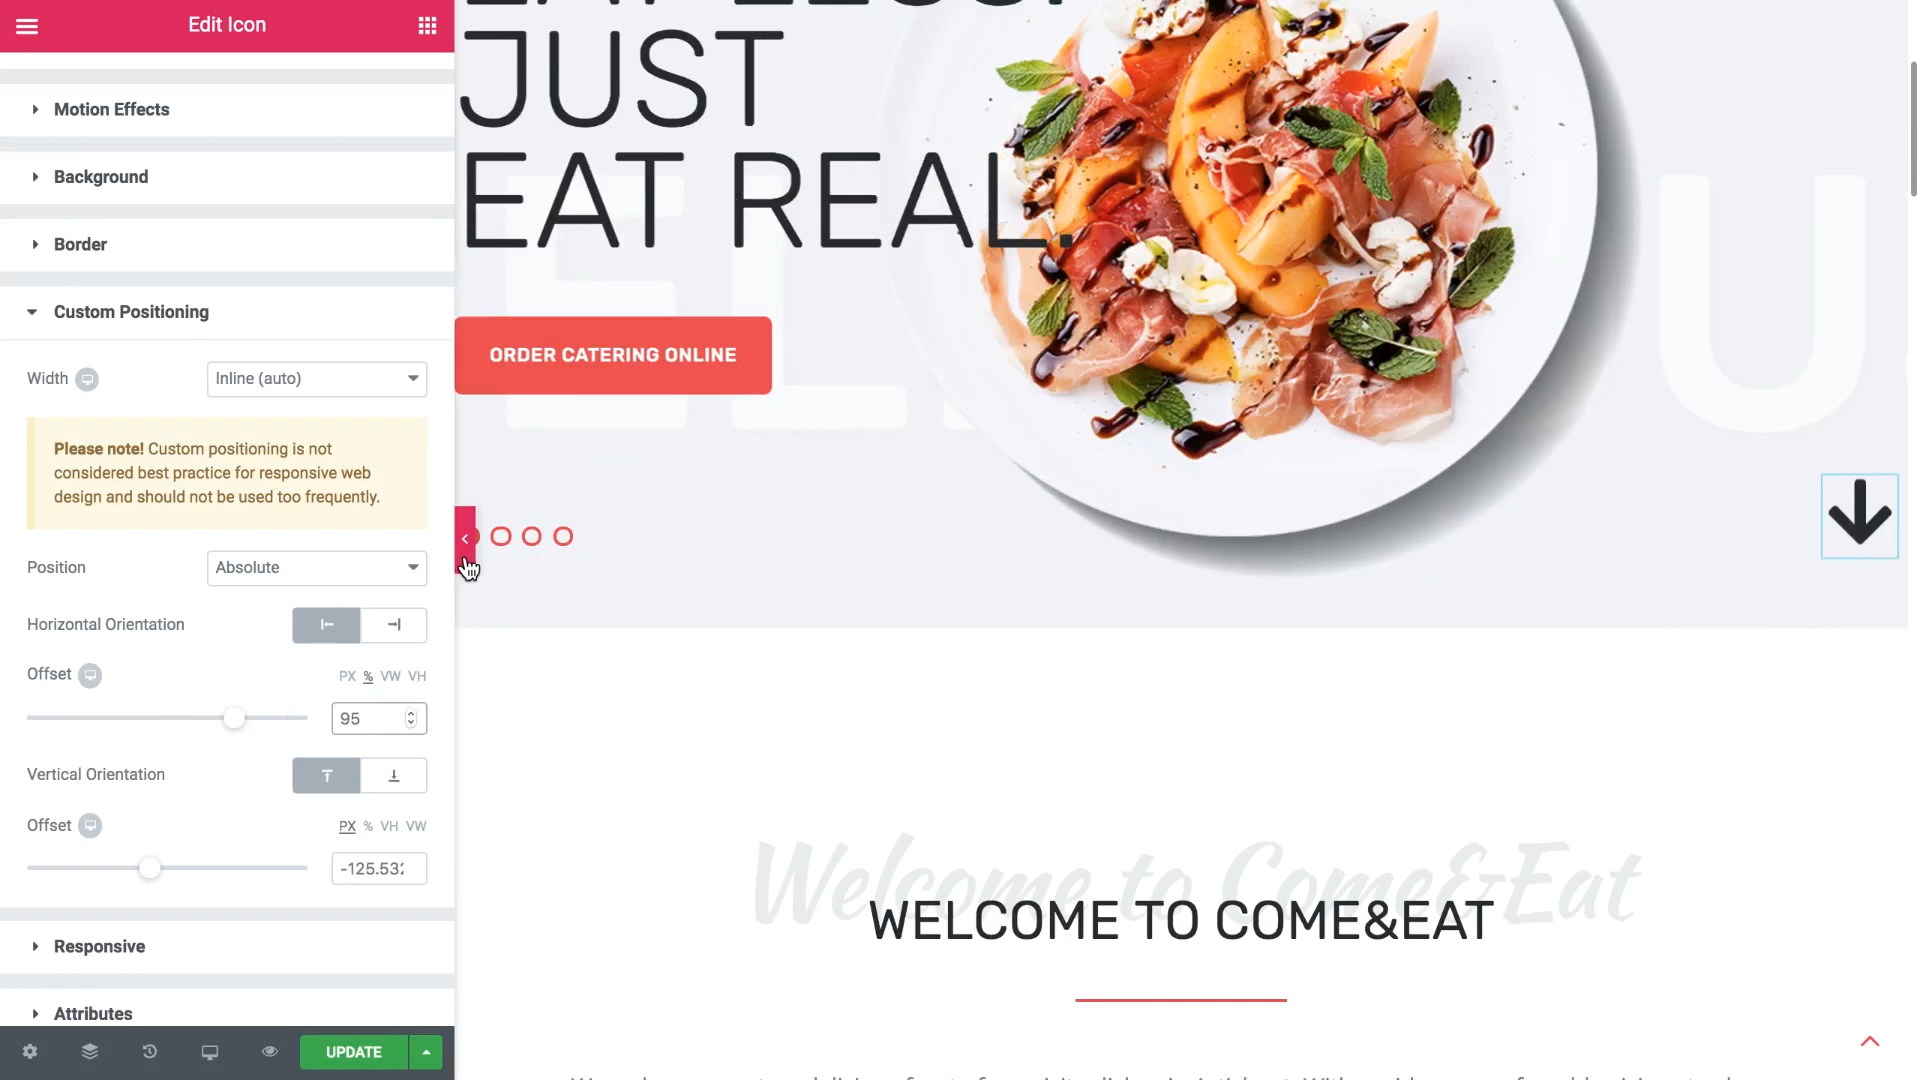 Edit Icon
Motion Effects
Background
Border
Custom Positioning
Width
Inline (auto)
Please note! Custom positioning is not
considered best practice for responsive web
design and should not be used too frequently.
Position
Absolute
Horizontal Orientation
Offset
PX % VW VH
95
Vertical Orientation
Offset
PX % VH VW
-125.53
Responsive
Attributes
UPDATE
JUST
EAT REAL.
ORDER CATERING ONLINE
Welcome to Come&Eat
WELCOME TO COME&EAT